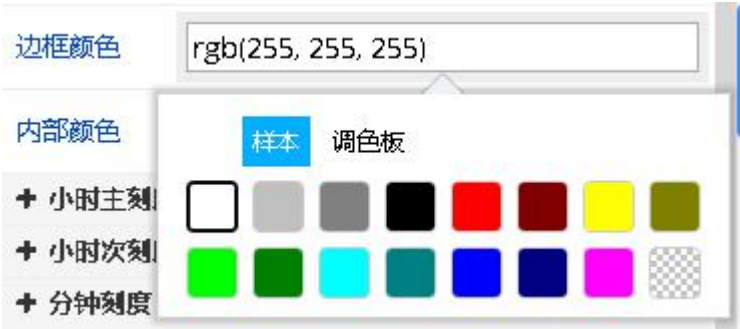 边框颜色
rgb(255, 255, 255)
内部颜色
样本 调色板
小时主刻
小时次刻
分钟刻度